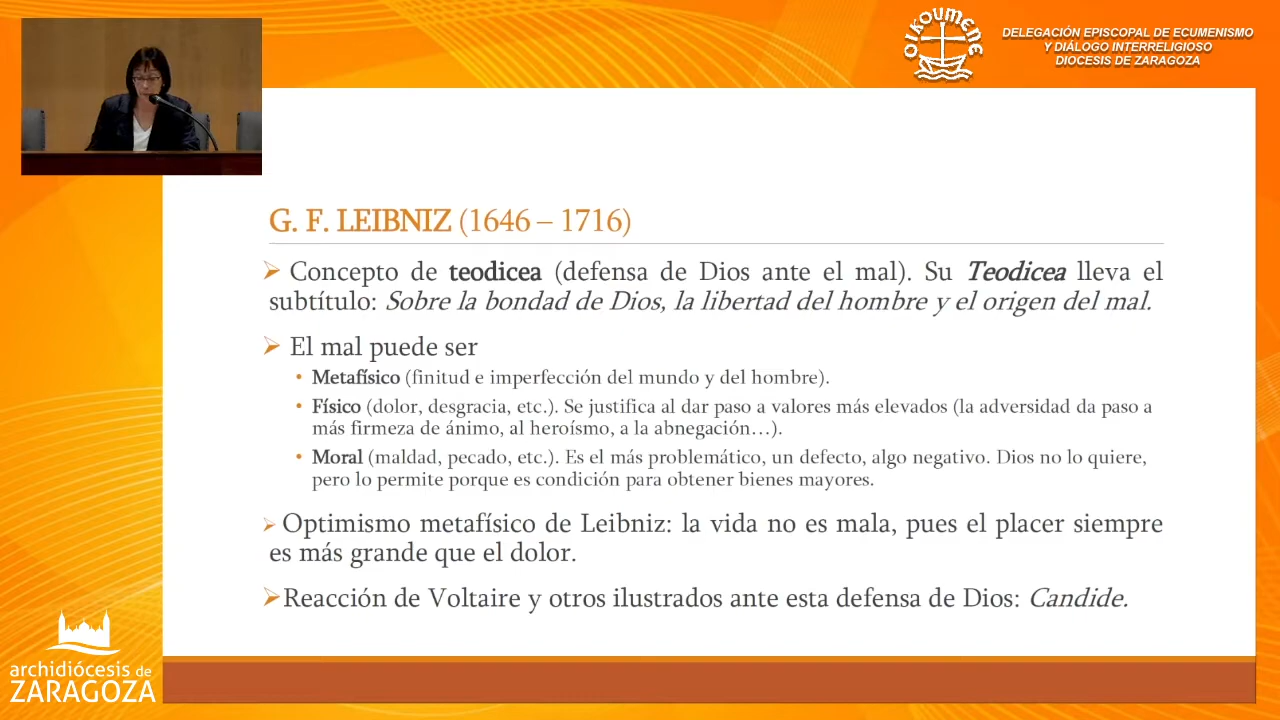 OIKOUMENE
DELEGACIÓN EPISCOPAL DE ECUMENISMO
Y DIÁLOGO INTERRELIGIOSO
DIOCESIS DE ZARAGOZA
G. F. LEIBNIZ (1646 – 1716)
➢ Concepto de teodicea (defensa de Dios ante el mal). Su Teodicea lleva el
subtítulo: Sobre la bondad de Dios, la libertad del hombre y el origen del mal.
➢ El mal puede ser
• Metafísico (finitud e imperfección del mundo y del hombre).
• Físico (dolor, desgracia, etc.). Se justifica al dar paso a valores más elevados (la adversidad da paso a
más firmeza de ánimo, al heroísmo, a la abnegación…).
• Moral (maldad, pecado, etc.). Es el más problemático, un defecto, algo negativo. Dios no lo quiere,
pero lo permite porque es condición para obtener bienes mayores.
➢ Optimismo metafísico de Leibniz: la vida no es mala, pues el placer siempre
es más grande que el dolor.
➢Reacción de Voltaire y otros ilustrados ante esta defensa de Dios: Candide.
archidiócesis de
ZARAGOZA